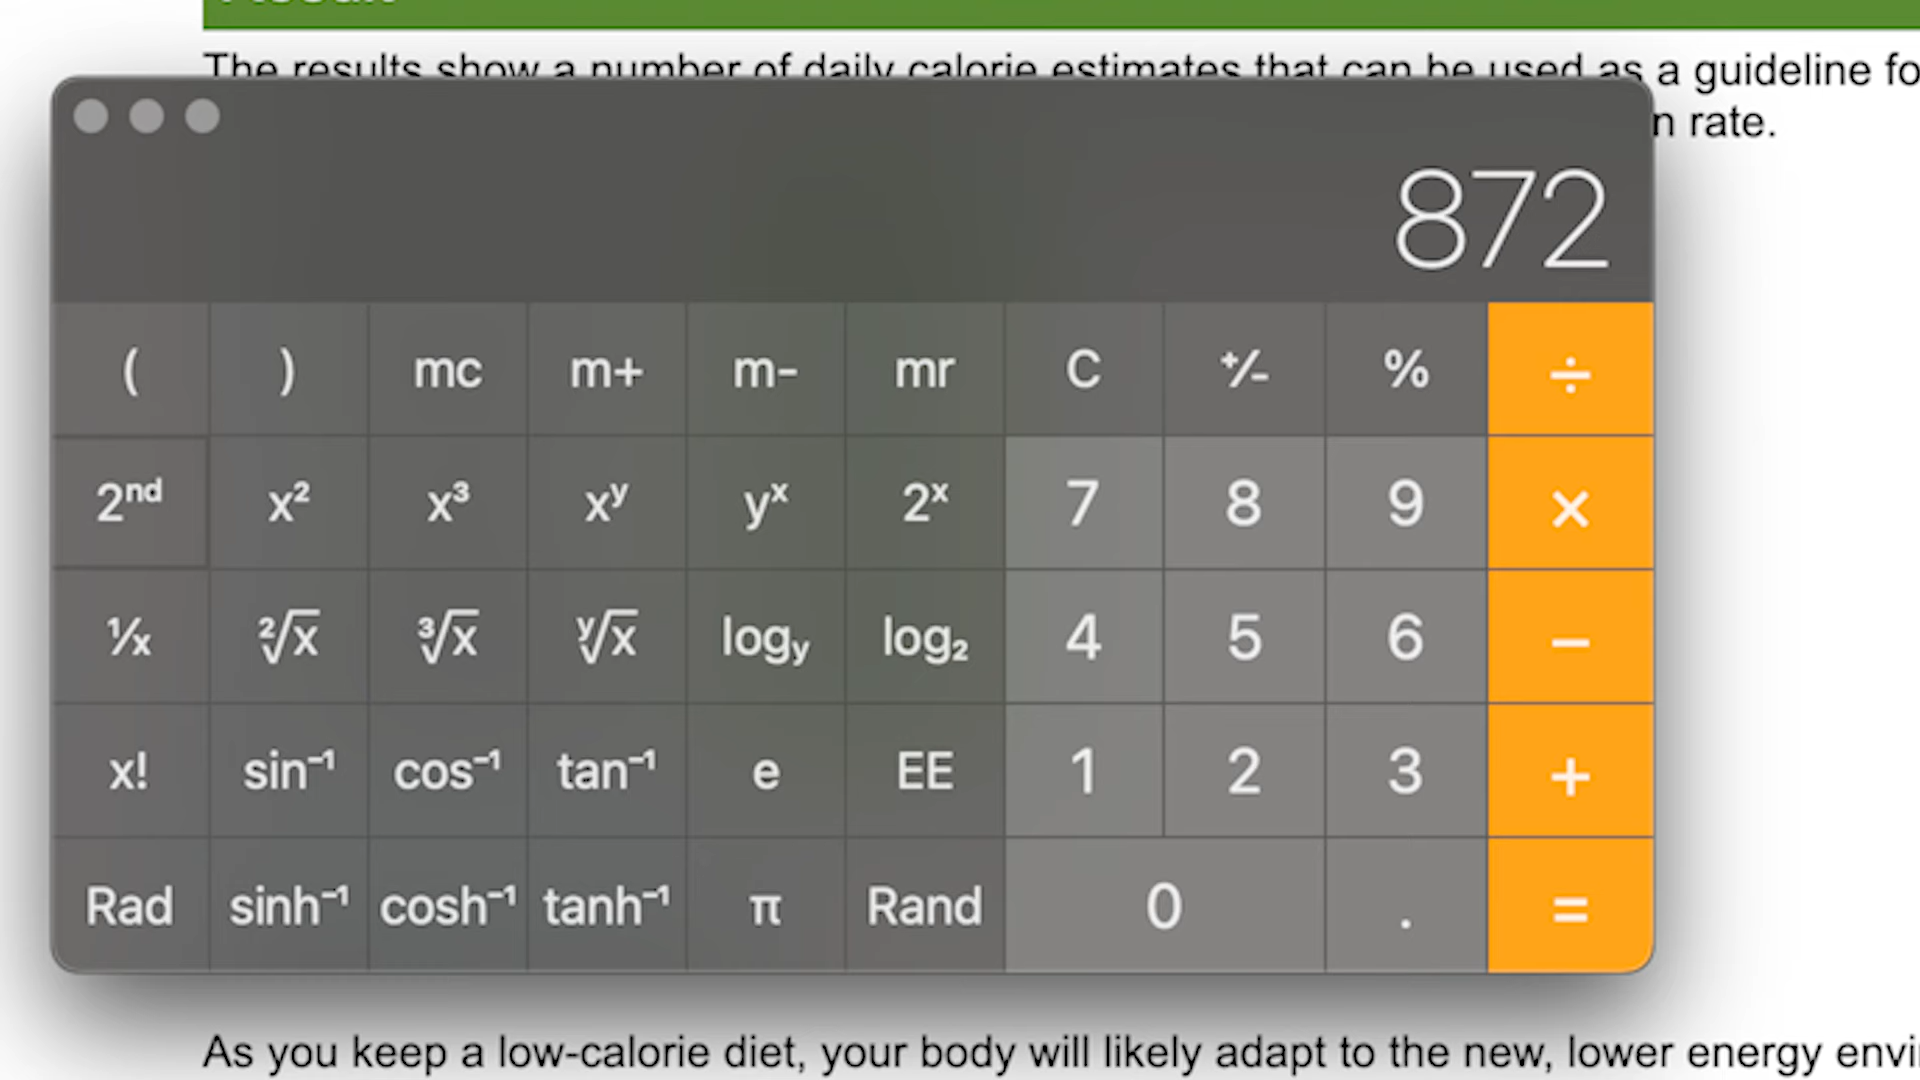 Result
The results show a number of daily calorie estimates that can be used as a guideline fo
n rate.
872
( ) mc m+ m- mr C +/- % ÷
2nd x² x³ xʸ yˣ 2ˣ 7 8 9 ×
1/x ²√x ³√x ʸ√x logᵧ log₂ 4 5 6 −
x! sin⁻¹ cos⁻¹ tan⁻¹ e EE 1 2 3 +
Rad sinh⁻¹ cosh⁻¹ tanh⁻¹ π Rand 0 . =
As you keep a low-calorie diet, your body will likely adapt to the new, lower energy envi